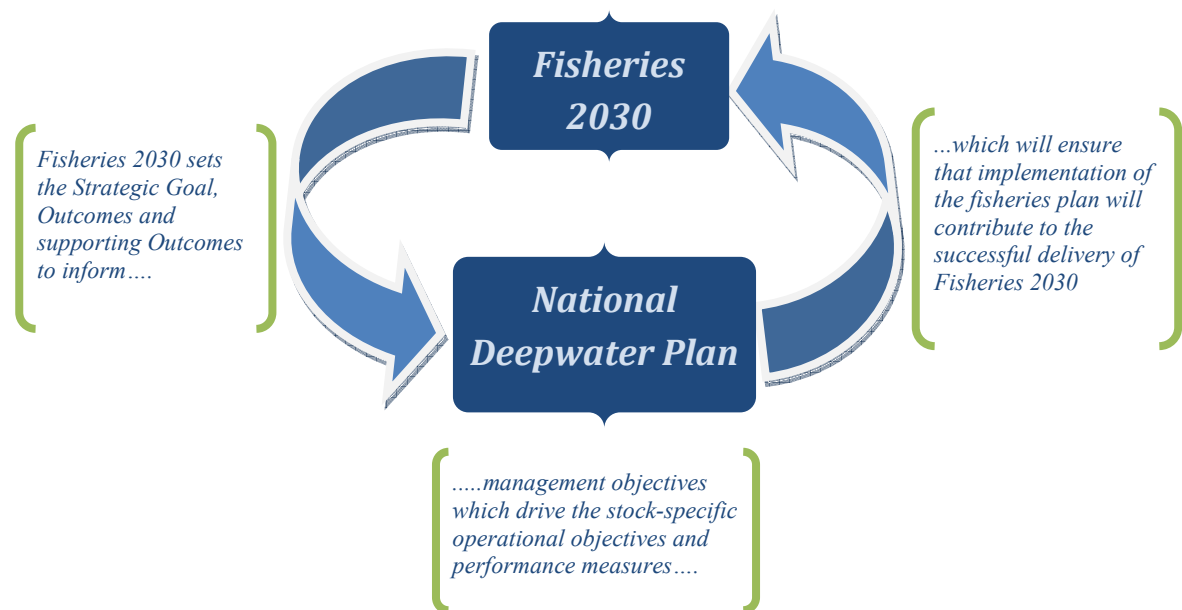 Fisheries
2030
Fisheries 2030 sets
the Strategic Goal,
Outcomes and
supporting Outcomes
to inform….
…which will ensure
that implementation of
the fisheries plan will
contribute to the
successful delivery of
Fisheries 2030
National
Deepwater Plan
…..management objectives
which drive the stock-specific
operational objectives and
performance measures….